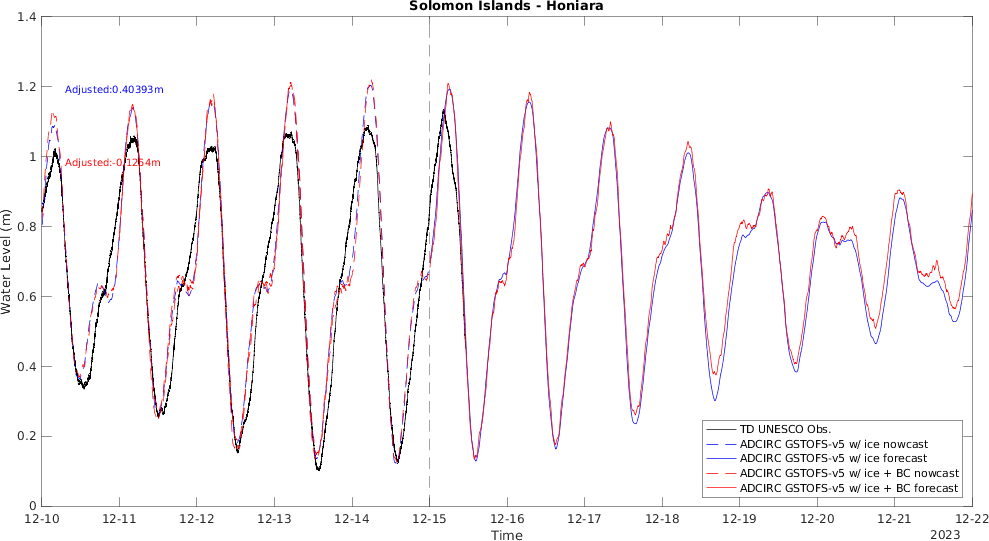 Solomon Islands - Honiara
1.4
1.2
1
0.8
0.6
0.4
0.2
0
Water Level (m)
Adjusted:0.40393m
Adjusted:-0.1264m
TD UNESCO Obs.
ADCIRC GSTOFS-v5 w/ ice nowcast
ADCIRC GSTOFS-v5 w/ ice forecast
ADCIRC GSTOFS-v5 w/ ice + BC nowcast
ADCIRC GSTOFS-v5 w/ ice + BC forecast
12-10 12-11 12-12 12-13 12-14 12-15 12-16 12-17 12-18 12-19 12-20 12-21 12-22
Time
2023